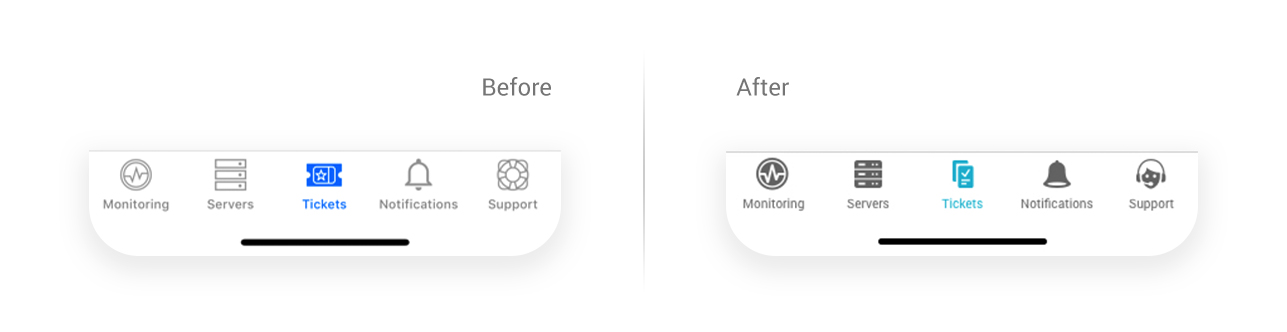 Before
After
Monitoring Servers Tickets Notifications Support
Monitoring Servers Tickets Notifications Support